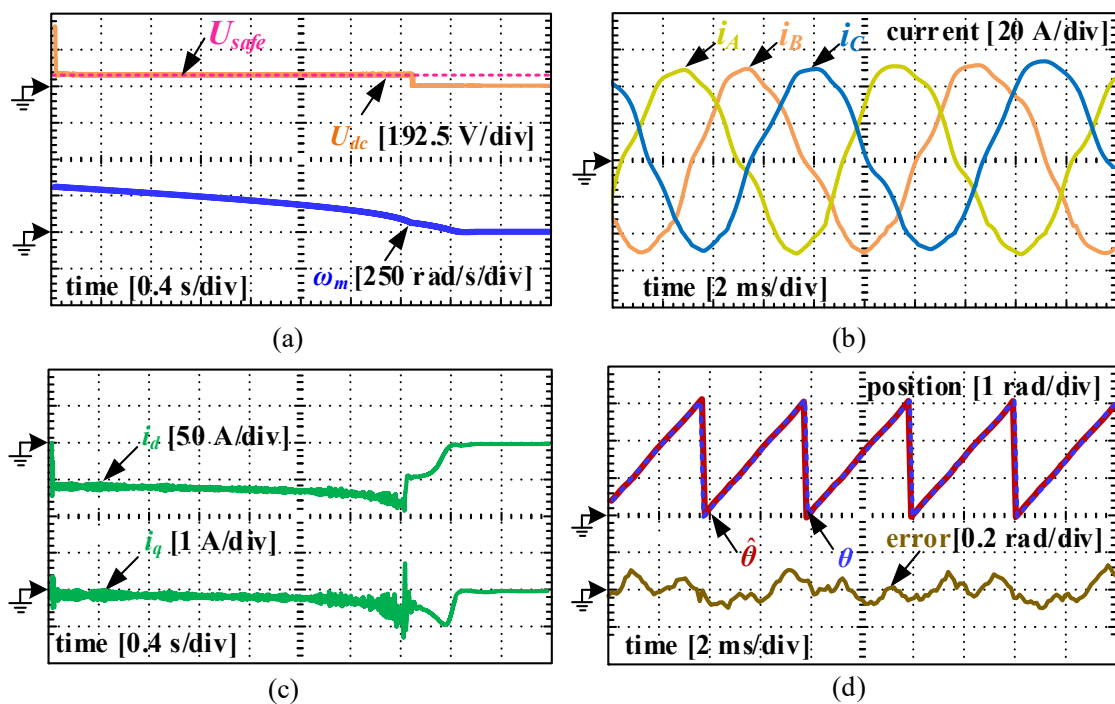 U_safe
U_dc [192.5 V/div]
ω_m [250 rad/s/div]
time [0.4 s/div]
(a)
i_A i_B i_C current [20 A/div]
time [2 ms/div]
(b)
i_d [50 A/div]
i_q [1 A/div]
time [0.4 s/div]
(c)
position [1 rad/div]
θ̂ θ error[0.2 rad/div]
time [2 ms/div]
(d)